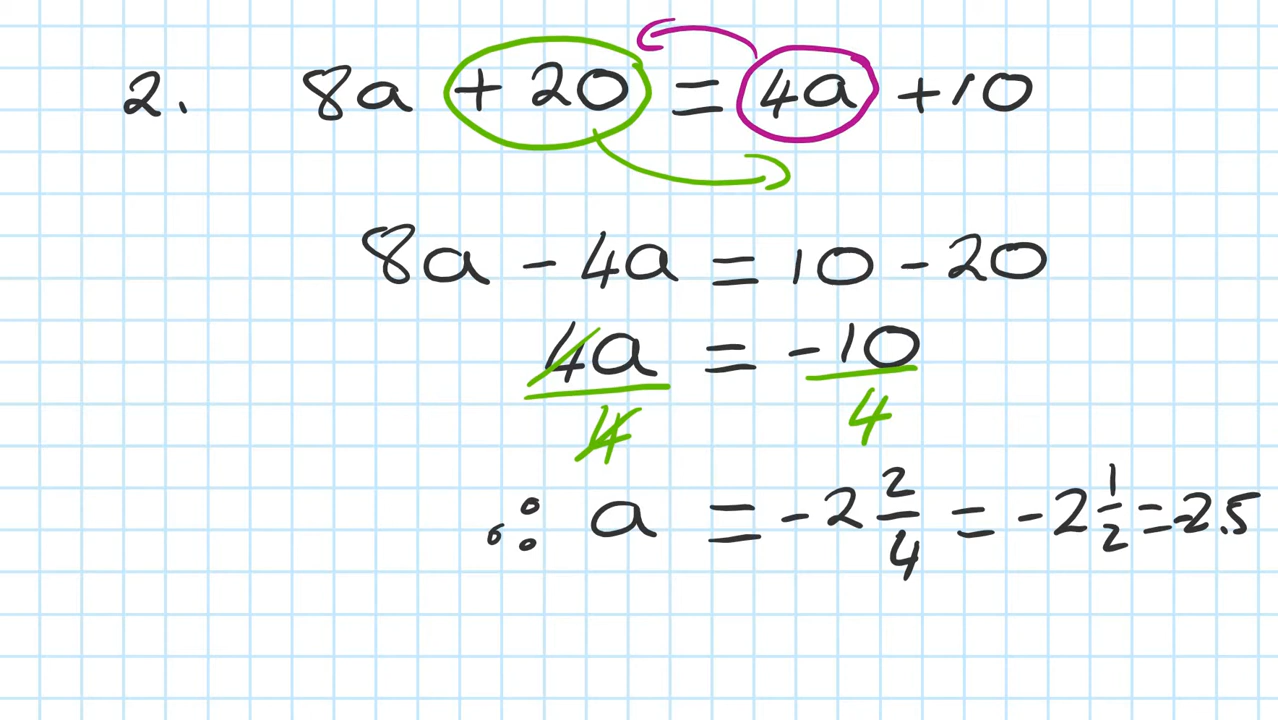 2. 8a + 20 = 4a + 10
8a - 4a = 10 - 20
4a/4 = -10/4
∴ a = -2 2/4 = -2 1/2 = -2.5